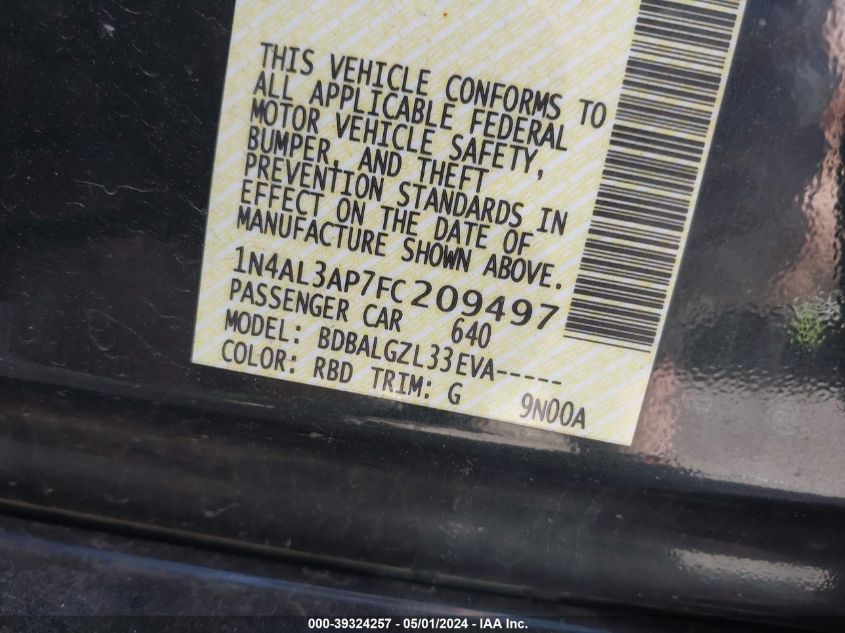 THIS VEHICLE CONFORMS TO
ALL APPLICABLE FEDERAL
MOTOR VEHICLE SAFETY,
BUMPER, AND THEFT
PREVENTION STANDARDS IN
EFFECT ON THE DATE OF
MANUFACTURE SHOWN ABOVE.
1N4AL3AP7FC209497
PASSENGER CAR 640
MODEL: BDBALGZL33EVA-----
COLOR: RBD TRIM: G 9N00A
000-39324257 - 05/01/2024 - IAA Inc.